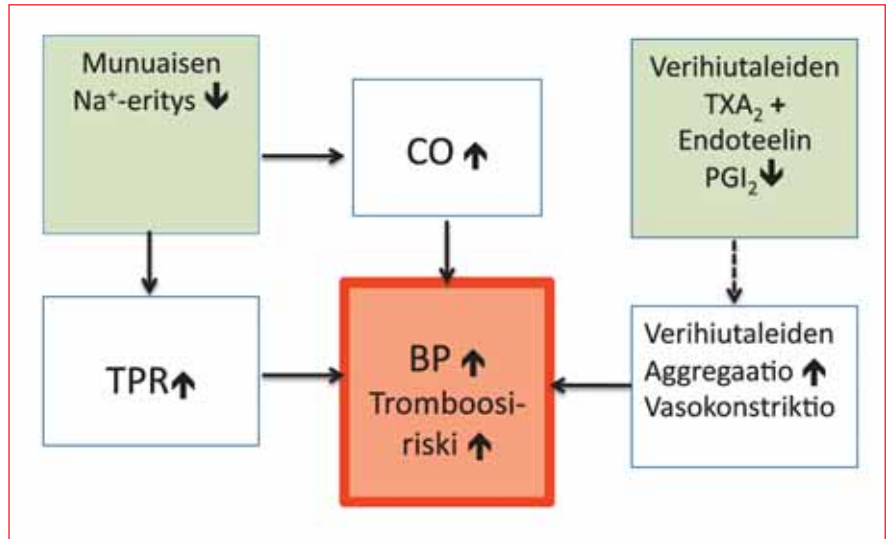 Munuaisen
Na⁺-eritys ↓
CO ↑
Verihiutaleiden
TXA₂ +
Endoteelin
PGI₂ ↓
TPR ↑
BP ↑
Tromboosi-
riski ↑
Verihiutaleiden
Aggregaatio ↑
Vasokonstriktio